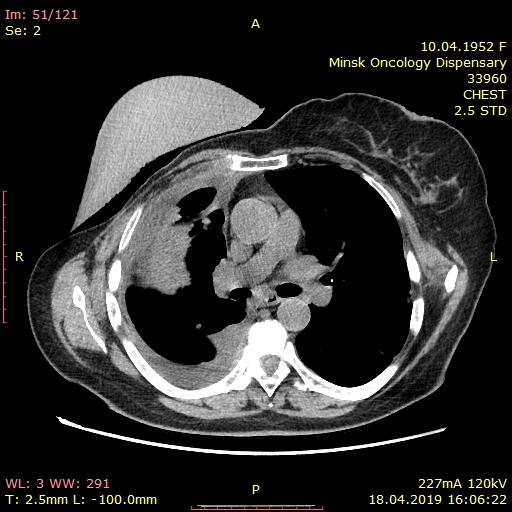 Im: 51/121
Se: 2
A
10.04.1952 F
Minsk Oncology Dispensary
33960
CHEST
2.5 STD
R
L
WL: 3 WW: 291
T: 2.5mm L: -100.0mm
P
227mA 120kV
18.04.2019 16:06:22